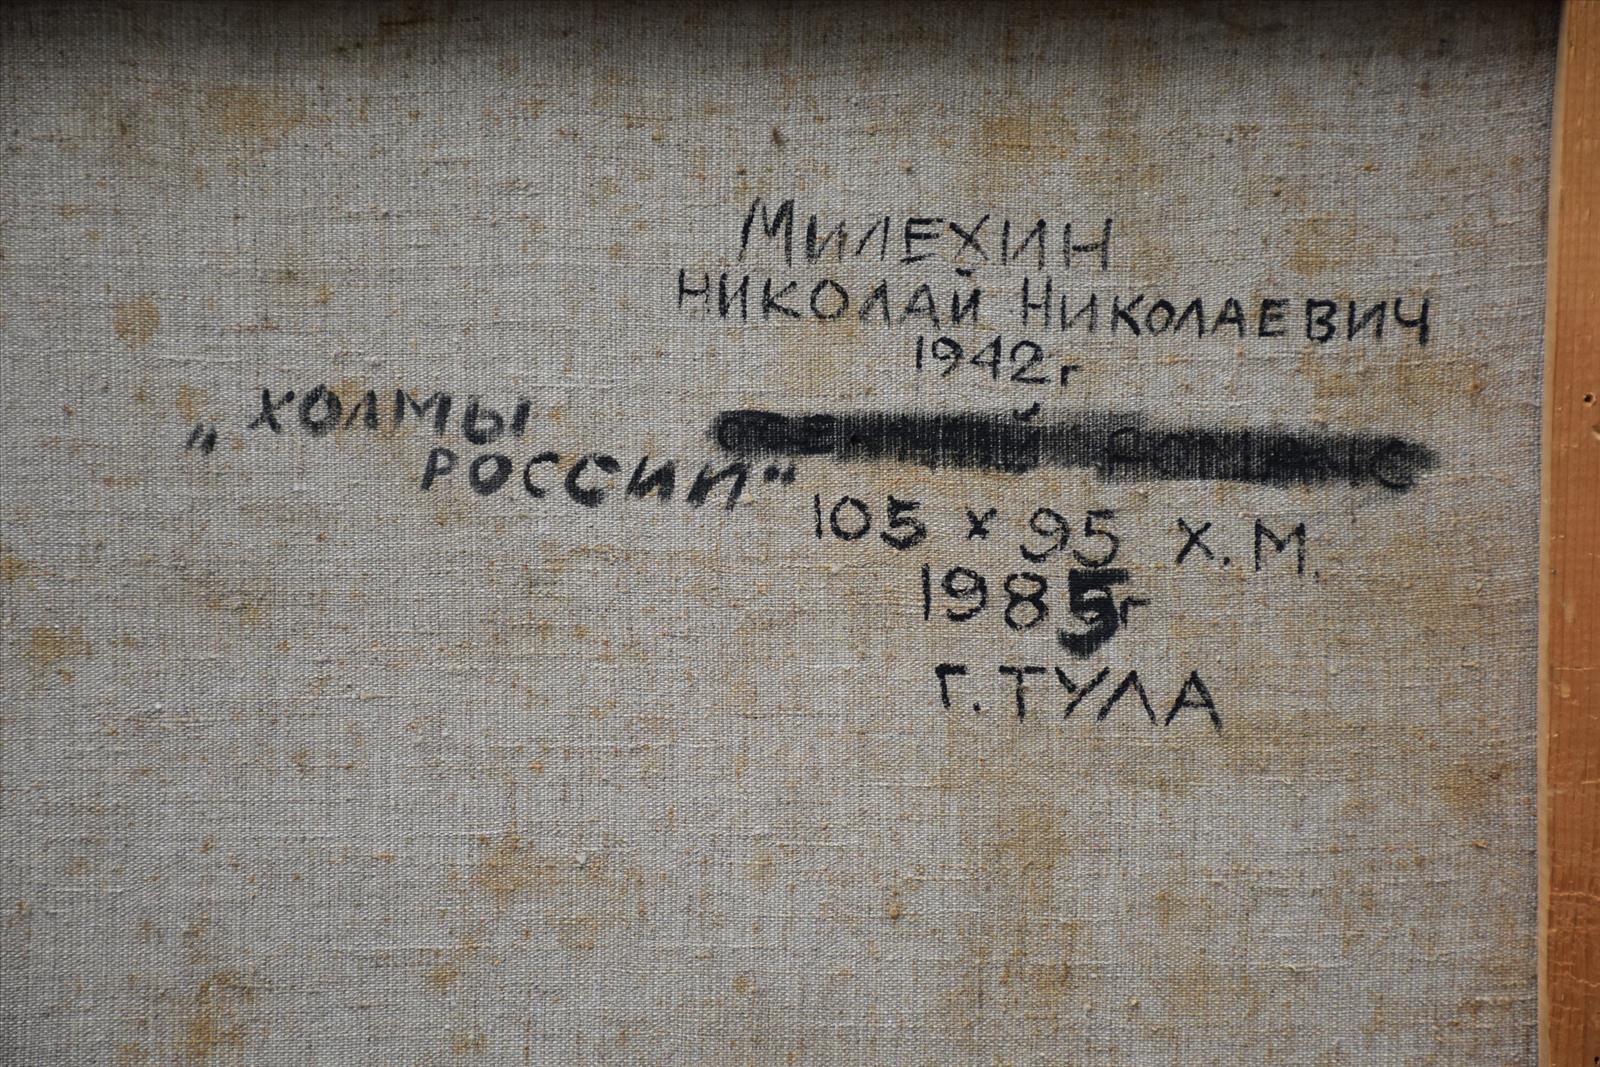 МИЛЕХИН
НИКОЛАЙ НИКОЛАЕВИЧ
1942г
„ХОЛМЫ
РОССИИ“
105 х 95 х.м.
1985г
г. ТУЛА